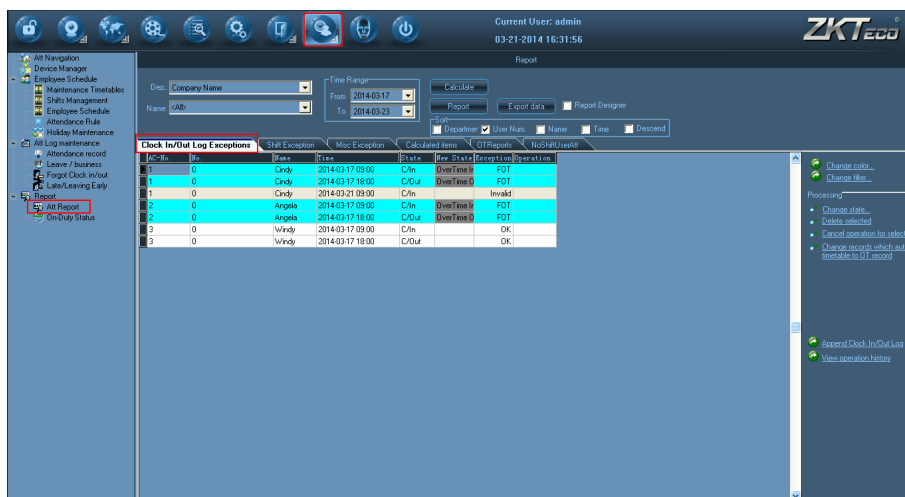 Current User: admin
03-21-2014 16:31:56
ZKTECO
Att Navigation
Device Manager
Employee Schedule
Maintenance Timetables
Shifts Management
Employee Schedule
Attendance Rule
Holiday Maintenance
Att Log maintenance
Attendance record
Leave / business
Forgot Clock in/out
Late/Leaving Early
Report
Att Report
On-Duty Status
Report
Dep.: Company Name
Name: <All>
Time Range
From 2014-03-17
To 2014-03-23
Calculate
Report Export data Report Designer
Sort
Departmer User Num. Name Time Descend
Clock In/Out Log Exceptions Shift Exception Misc Exception Calculated items OTReports NoShiftUserAtt
AC-No. No. Name Time State New State Exception Operation
1 0 Cindy 2014-03-17 09:00 C/In OverTime In FOT
1 0 Cindy 2014-03-17 18:00 C/Out OverTime O FOT
1 0 Cindy 2014-03-21 09:00 C/In Invalid
2 0 Angela 2014-03-17 09:00 C/In OverTime In FOT
2 0 Angela 2014-03-17 18:00 C/Out OverTime O FOT
3 0 Windy 2014-03-17 09:00 C/In OK
3 0 Windy 2014-03-17 18:00 C/Out OK
Change color...
Change filter...
Processing
Change state...
Delete selected
Cancel operation for select
Change records which aut
timetable to OT record
Append Clock In/Out Log
View operation history